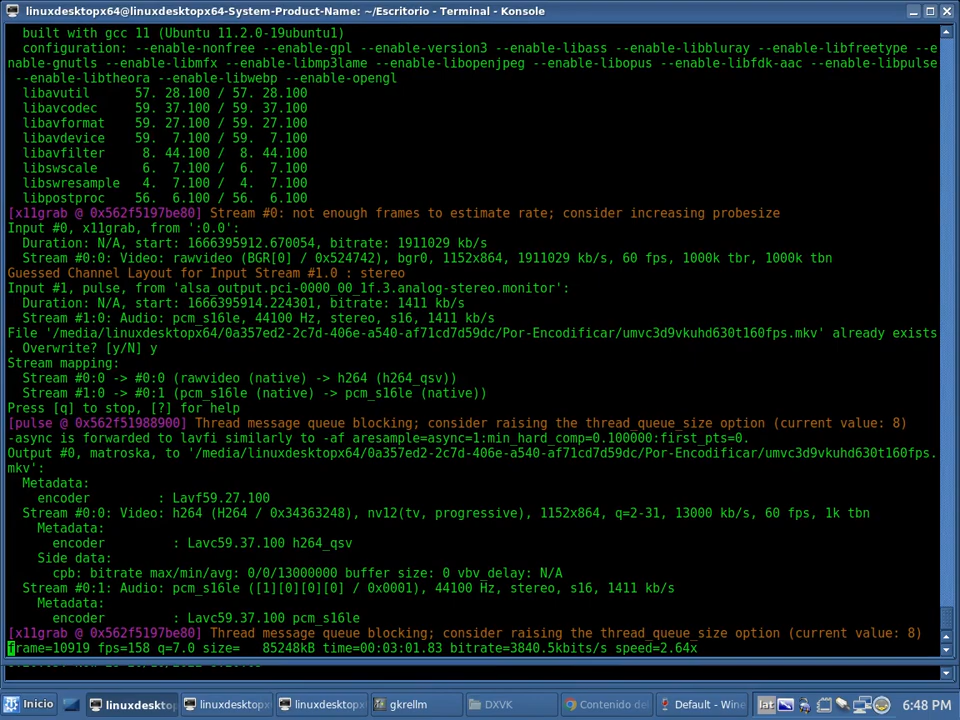 linuxdesktopx64@linuxdesktopx64-System-Product-Name: ~/Escritorio - Terminal - Konsole
built with gcc 11 (Ubuntu 11.2.0-19ubuntu1)
configuration: --enable-nonfree --enable-gpl --enable-version3 --enable-libass --enable-libbluray --enable-libfreetype --e
nable-gnutls --enable-libmfx --enable-libmp3lame --enable-libopenjpeg --enable-libopus --enable-libfdk-aac --enable-libpulse
--enable-libtheora --enable-libwebp --enable-opengl
libavutil 57. 28.100 / 57. 28.100
libavcodec 59. 37.100 / 59. 37.100
libavformat 59. 27.100 / 59. 27.100
libavdevice 59. 7.100 / 59. 7.100
libavfilter 8. 44.100 / 8. 44.100
libswscale 6. 7.100 / 6. 7.100
libswresample 4. 7.100 / 4. 7.100
libpostproc 56. 6.100 / 56. 6.100
[x11grab @ 0x562f5197be80] Stream #0: not enough frames to estimate rate; consider increasing probesize
Input #0, x11grab, from ':0.0':
Duration: N/A, start: 1666395912.670054, bitrate: 1911029 kb/s
Stream #0:0: Video: rawvideo (BGR[0] / 0x524742), bgr0, 1152x864, 1911029 kb/s, 60 fps, 1000k tbr, 1000k tbn
Guessed Channel Layout for Input Stream #1.0 : stereo
Input #1, pulse, from 'alsa_output.pci-0000_00_1f.3.analog-stereo.monitor':
Duration: N/A, start: 1666395914.224301, bitrate: 1411 kb/s
Stream #1:0: Audio: pcm_s16le, 44100 Hz, stereo, s16, 1411 kb/s
File '/media/linuxdesktopx64/0a357ed2-2c7d-406e-a540-af71cd7d59dc/Por-Encodificar/umvc3d9vkuhd630t160fps.mkv' already exists
. Overwrite? [y/N] y
Stream mapping:
Stream #0:0 -> #0:0 (rawvideo (native) -> h264 (h264_qsv))
Stream #1:0 -> #0:1 (pcm_s16le (native) -> pcm_s16le (native))
Press [q] to stop, [?] for help
[pulse @ 0x562f51988900] Thread message queue blocking; consider raising the thread_queue_size option (current value: 8)
-async is forwarded to lavfi similarly to -af aresample=async=1:min_hard_comp=0.100000:first_pts=0.
Output #0, matroska, to '/media/linuxdesktopx64/0a357ed2-2c7d-406e-a540-af71cd7d59dc/Por-Encodificar/umvc3d9vkuhd630t160fps.
mkv':
Metadata:
encoder : Lavf59.27.100
Stream #0:0: Video: h264 (H264 / 0x34363248), nv12(tv, progressive), 1152x864, q=2-31, 13000 kb/s, 60 fps, 1k tbn
Metadata:
encoder : Lavc59.37.100 h264_qsv
Side data:
cpb: bitrate max/min/avg: 0/0/13000000 buffer size: 0 vbv_delay: N/A
Stream #0:1: Audio: pcm_s16le ([1][0][0][0] / 0x0001), 44100 Hz, stereo, s16, 1411 kb/s
Metadata:
encoder : Lavc59.37.100 pcm_s16le
[x11grab @ 0x562f5197be80] Thread message queue blocking; consider raising the thread_queue_size option (current value: 8)
frame=10919 fps=158 q=7.0 size= 85248kB time=00:03:01.83 bitrate=3840.5kbits/s speed=2.64x
Inicio linuxdeskto linuxdesktop linuxdesktop gkrellm DXVK Contenido de Default - Wine lat 6:48 PM